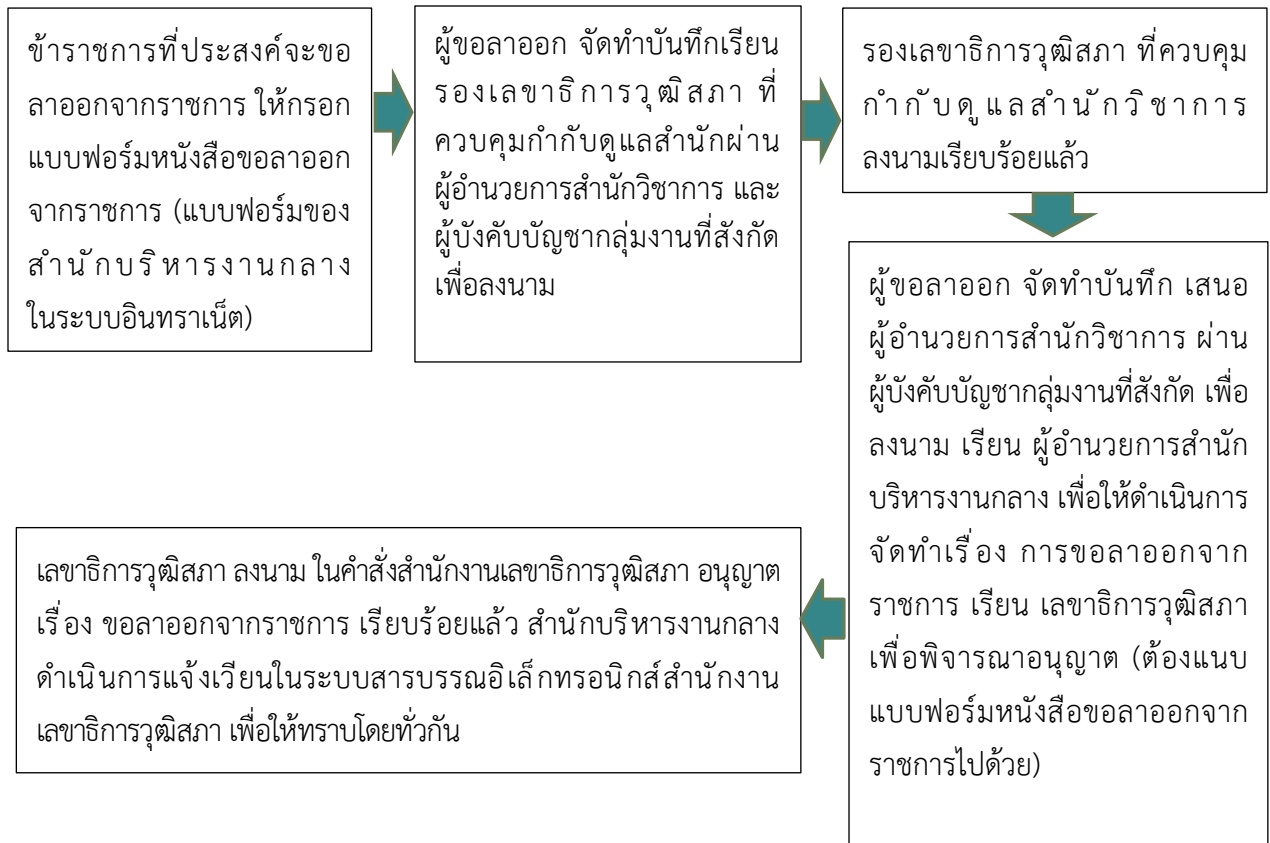 ข้าราชการที่ประสงค์จะขอ
ลาออกจากราชการ ให้กรอก
แบบฟอร์มหนังสือขอลาออก
จากราชการ (แบบฟอร์มของ
สำนักบริหารงานกลาง
ในระบบอินทราเน็ต)
ผู้ขอลาออก จัดทำบันทึกเรียน
รองเลขาธิการวุฒิสภา ที่
ควบคุมกำกับดูแลสำนักผ่าน
ผู้อำนวยการสำนักวิชาการ และ
ผู้บังคับบัญชากลุ่มงานที่สังกัด
เพื่อลงนาม
รองเลขาธิการวุฒิสภา ที่ควบคุม
กำกับดูแลสำนักวิชาการ
ลงนามเรียบร้อยแล้ว
ผู้ขอลาออก จัดทำบันทึก เสนอ
ผู้อำนวยการสำนักวิชาการ ผ่าน
ผู้บังคับบัญชากลุ่มงานที่สังกัด เพื่อ
ลงนาม เรียน ผู้อำนวยการสำนัก
บริหารงานกลาง เพื่อให้ดำเนินการ
จัดทำเรื่อง การขอลาออกจาก
ราชการ เรียน เลขาธิการวุฒิสภา
เพื่อพิจารณาอนุญาต (ต้องแนบ
แบบฟอร์มหนังสือขอลาออกจาก
ราชการไปด้วย)
เลขาธิการวุฒิสภา ลงนาม ในคำสั่งสำนักงานเลขาธิการวุฒิสภา อนุญาต
เรื่อง ขอลาออกจากราชการ เรียบร้อยแล้ว สำนักบริหารงานกลาง
ดำเนินการแจ้งเวียนในระบบสารบรรณอิเล็กทรอนิกส์สำนักงาน
เลขาธิการวุฒิสภา เพื่อให้ทราบโดยทั่วกัน